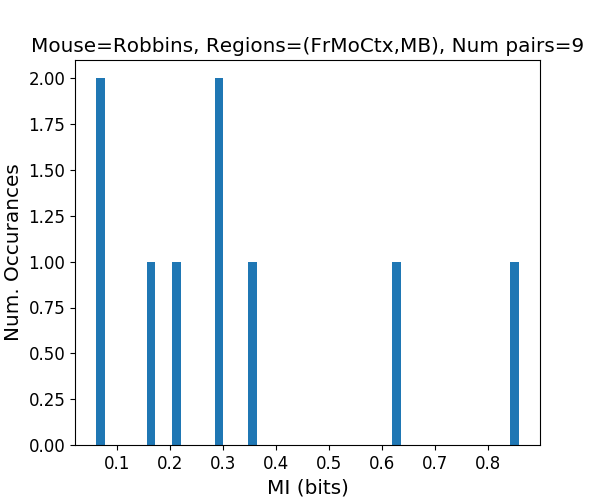 Mouse=Robbins, Regions=(FrMoCtx,MB), Num pairs=9
2.00
1.75
1.50
1.25
1.00
0.75
0.50
0.25
0.00
Num. Occurances
0.1 0.2 0.3 0.4 0.5 0.6 0.7 0.8
MI (bits)